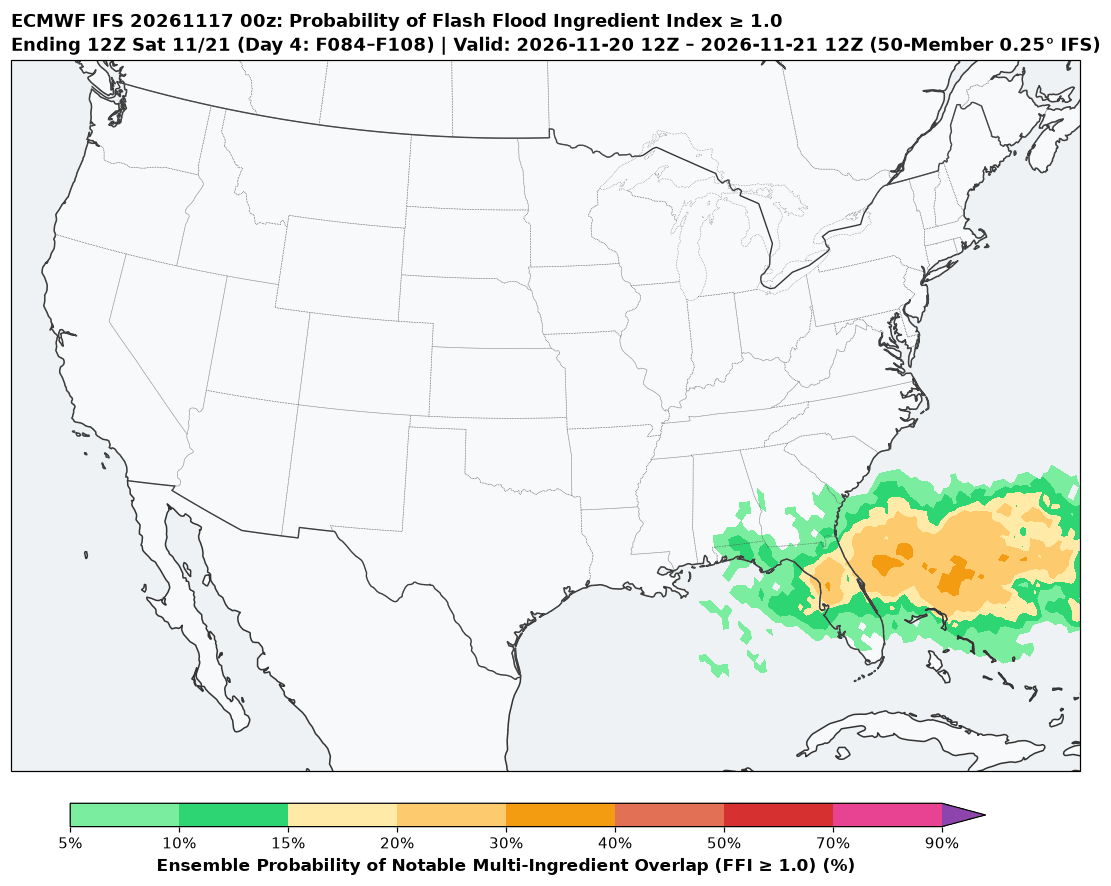 ECMWF IFS 20261117 00z: Probability of Flash Flood Ingredient Index ≥ 1.0
Ending 12Z Sat 11/21 (Day 4: F084–F108) | Valid: 2026-11-20 12Z – 2026-11-21 12Z (50-Member 0.25° IFS)
5% 10% 15% 20% 30% 40% 50% 70% 90%
Ensemble Probability of Notable Multi-Ingredient Overlap (FFI ≥ 1.0) (%)